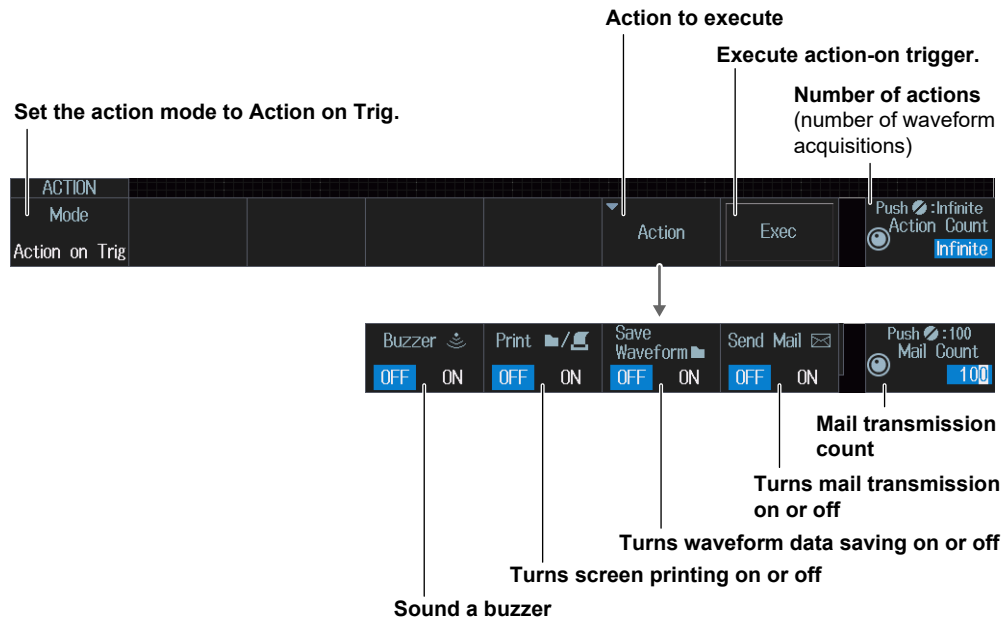 Action to execute
Execute action-on trigger.
Number of actions
(number of waveform
acquisitions)
Set the action mode to Action on Trig.
ACTION
Mode
Action on Trig
Action
Exec
Push :Infinite
Action Count
Infinite
Buzzer
OFF ON
Print /
OFF ON
Save
Waveform
OFF ON
Send Mail
OFF ON
Push :100
Mail Count
100
Mail transmission
count
Turns mail transmission
on or off
Turns waveform data saving on or off
Turns screen printing on or off
Sound a buzzer